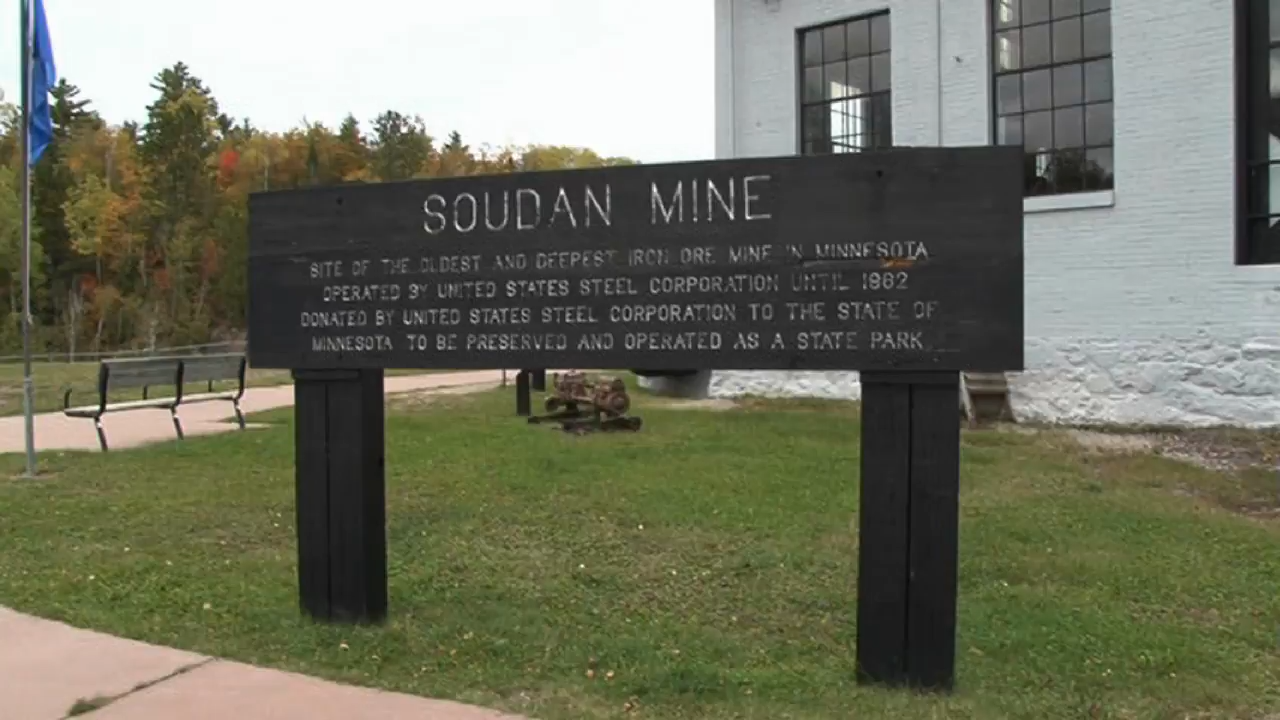 SOUDAN MINE
SITE OF THE OLDEST AND DEEPEST IRON ORE MINE IN MINNESOTA
OPERATED BY UNITED STATES STEEL CORPORATION UNTIL 1962
DONATED BY UNITED STATES STEEL CORPORATION TO THE STATE OF
MINNESOTA TO BE PRESERVED AND OPERATED AS A STATE PARK